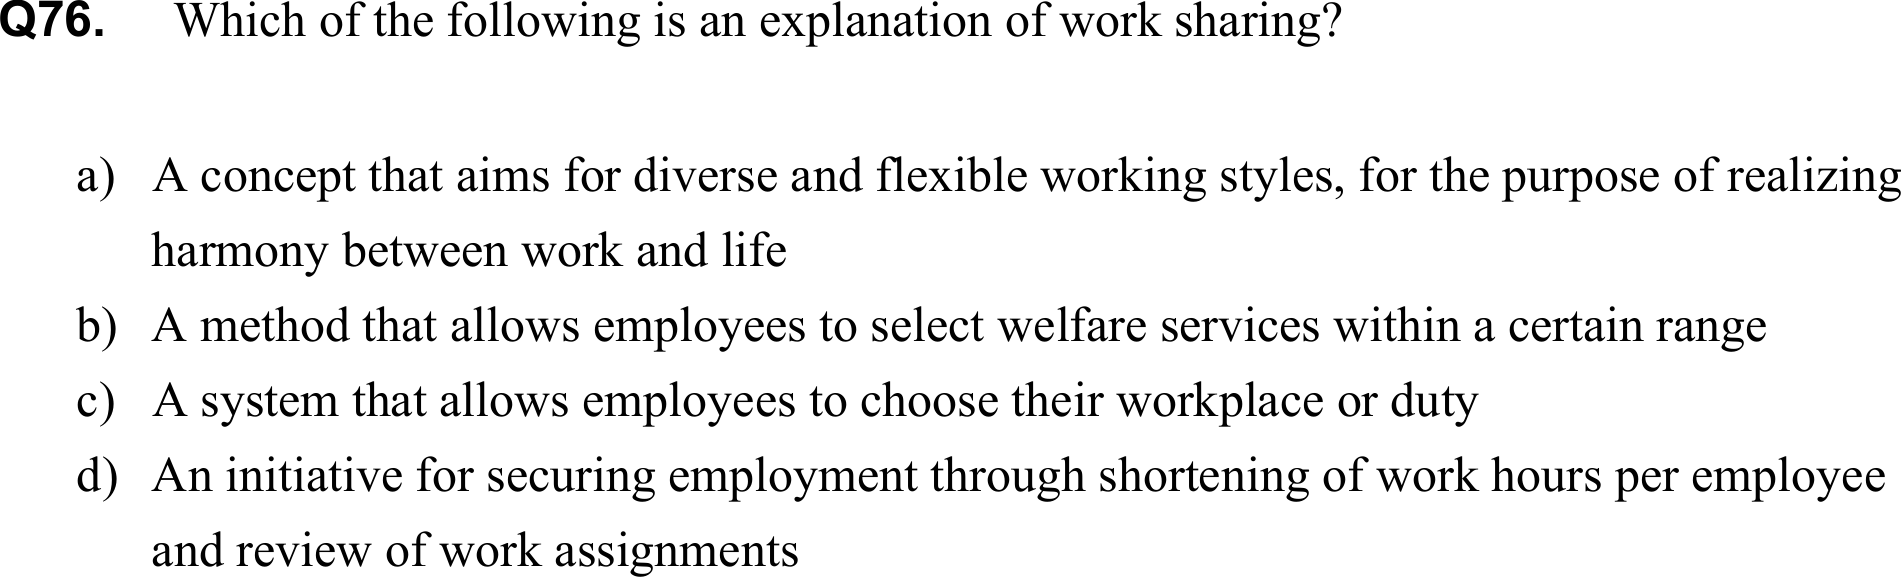 Q76. Which of the following is an explanation of work sharing?
a) A concept that aims for diverse and flexible working styles, for the purpose of realizing
harmony between work and life
b) A method that allows employees to select welfare services within a certain range
c) A system that allows employees to choose their workplace or duty
d) An initiative for securing employment through shortening of work hours per employee
and review of work assignments